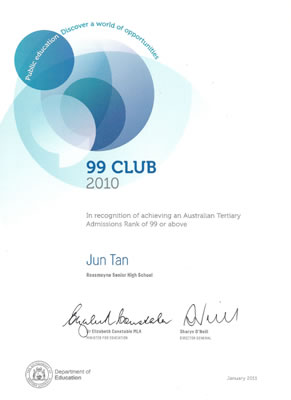 Public education Discover a world of opportunities
99 CLUB
2010
In recognition of achieving an Australian Tertiary
Admissions Rank of 99 or above
Jun Tan
Rossmoyne Senior High School
Dr Elizabeth Constable MLA
MINISTER FOR EDUCATION
Sharyn O'Neill
DIRECTOR GENERAL
Department of
Education
January 2011